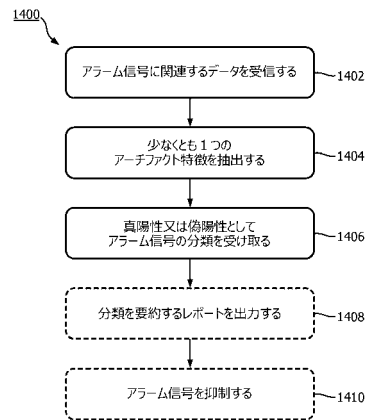 1400
アラーム信号に関連するデータを受信する
1402
少なくとも1つの
アーチファクト特徴を抽出する
1404
真陽性又は偽陽性として
アラーム信号の分類を受け取る
1406
分類を要約するレポートを出力する
1408
アラーム信号を抑制する
1410